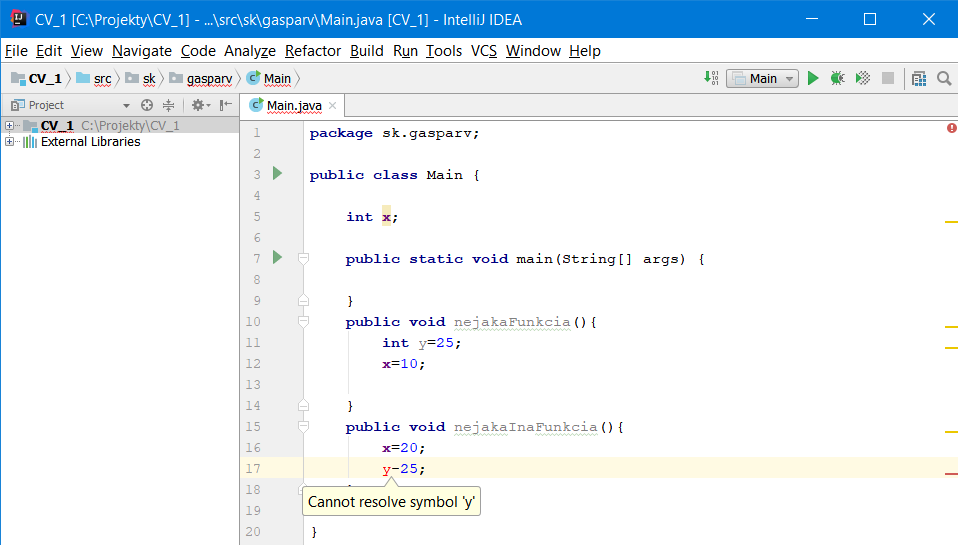 CV_1 [C:\Projekty\CV_1] - ...\src\sk\gasparv\Main.java [CV_1] - IntelliJ IDEA
File Edit View Navigate Code Analyze Refactor Build Run Tools VCS Window Help
CV_1 src sk gasparv Main Main
Project Main.java
CV_1 C:\Projekty\CV_1
External Libraries
1 package sk.gasparv;
2
3 public class Main {
4
5 int x;
6
7 public static void main(String[] args) {
8
9 }
10 public void nejakaFunkcia(){
11 int y=25;
12 x=10;
13
14 }
15 public void nejakaInaFunkcia(){
16 x=20;
17 y-25;
18
Cannot resolve symbol 'y'
19
20 }